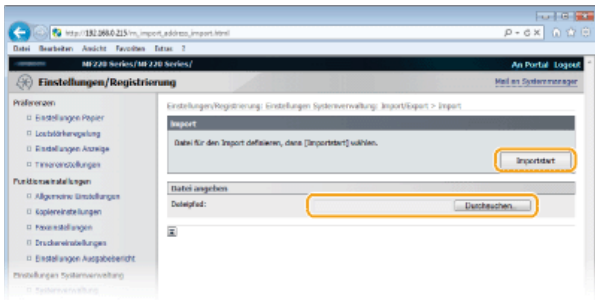 http://192.168.0.215/m_import_address_import.html
Datei Bearbeiten Ansicht Favoriten Extras ?
MF220 Series/MF220 Series/
An Portal Logout
Einstellungen/Registrierung
Mail an Systemmanager
Präferenzen
Einstellungen Papier
Lautstärkeregelung
Einstellungen Anzeige
Timereinstellungen
Funktionseinstellungen
Allgemeine Einstellungen
Kopiereinstellungen
Faxeinstellungen
Druckereinstellungen
Einstellungen Ausgabebericht
Einstellungen Systemverwaltung
Systemverwaltung
Einstellungen/Registrierung: Einstellungen Systemverwaltung: Import/Export > Import
Import
Datei für den Import definieren, dann [Importstart] wählen.
Importstart
Datei angeben
Dateipfad:
Durchsuchen...